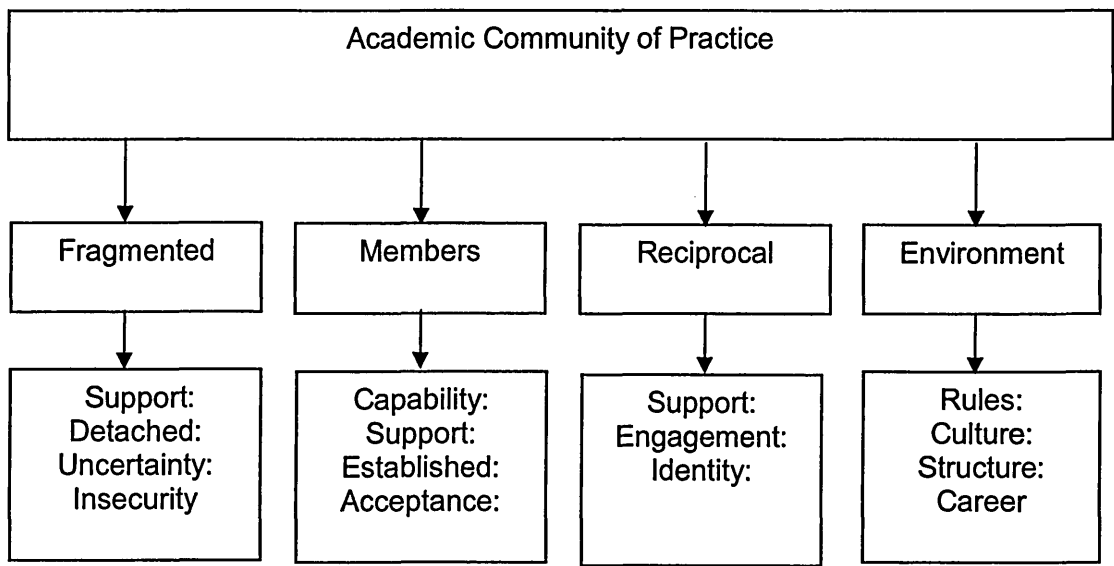 Academic Community of Practice
Fragmented
Members
Reciprocal
Environment
Support:
Detached:
Uncertainty:
Insecurity
Capability:
Support:
Established:
Acceptance:
Support:
Engagement:
Identity:
Rules:
Culture:
Structure:
Career